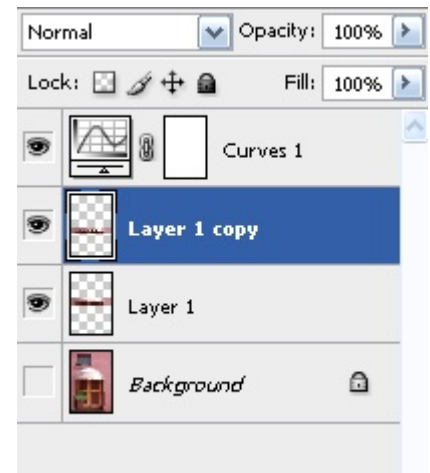 Normal Opacity: 100%
Lock: Fill: 100%
Curves 1
Layer 1 copy
Layer 1
Background